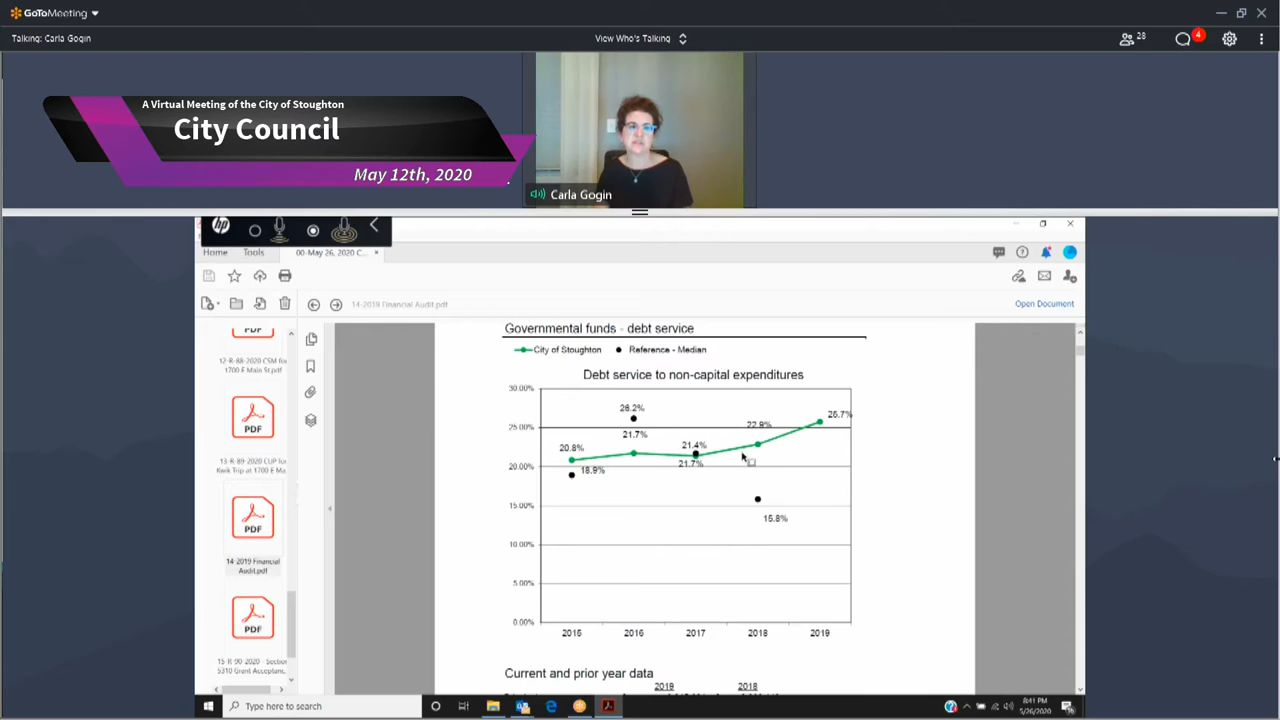 GoToMeeting
Talking: Carla Gogin
View Who's Talking
28
4
A Virtual Meeting of the City of Stoughton
City Council
May 12th, 2020
Carla Gogin
hp
Home
Tools
00-May 26, 2020 C...
14-2018 Financial Audit.pdf
Open Document
PDF
12-R-88-2020 CSM for
1700 E Main St.pdf
PDF
13-R-89-2020 CUP for
Kwik Trip at 1700 E Ma
PDF
14-2019 Financial
Audit.pdf
PDF
15-R-90-2020 - Section
5310 Grant Acceptanc
Governmental funds - debt service
City of Stoughton
Reference - Median
Debt service to non-capital expenditures
30.00%
25.00%
20.00%
15.00%
10.00%
5.00%
0.00%
20.8%
18.9%
26.2%
21.7%
21.4%
21.7%
22.9%
15.8%
25.7%
2015
2016
2017
2018
2019
Current and prior year data
2019
2018
Type here to search
8:41 PM
5/26/2020